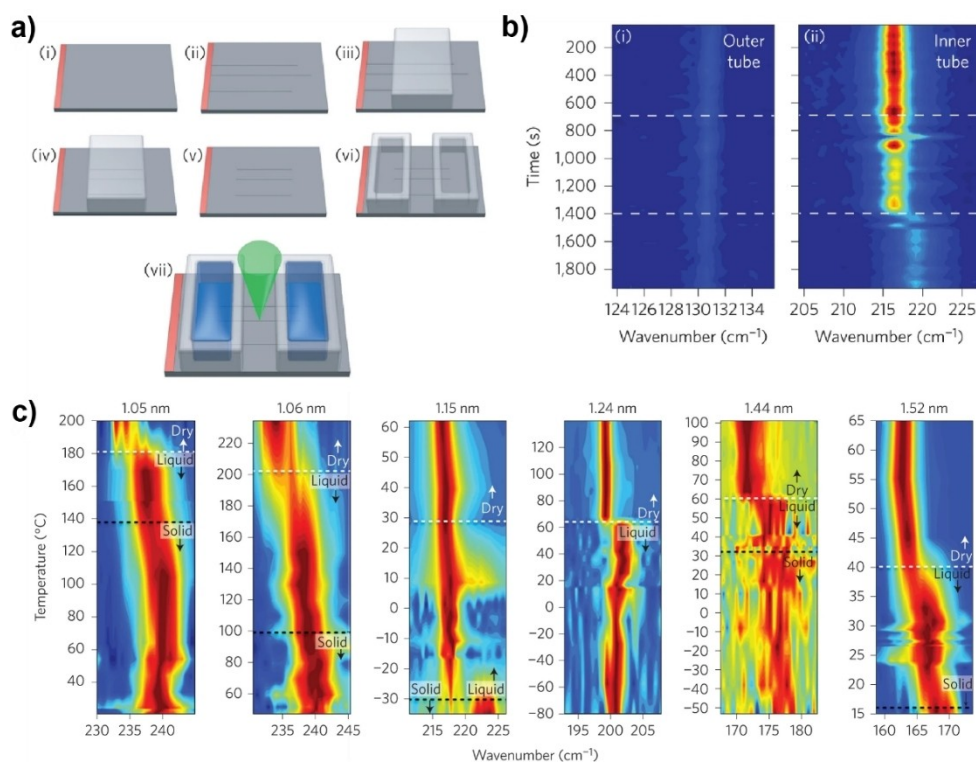 a)
(i)
(ii)
(iii)
(iv)
(v)
(vi)
(vii)
b)
(i)
Outer tube
(ii)
Inner tube
Time (s)
200
400
600
800
1,000
1,200
1,400
1,600
1,800
124 126 128 130 132 134
205 210 215 220 225
Wavenumber (cm⁻¹)
Wavenumber (cm⁻¹)
c)
1.05 nm
1.06 nm
1.15 nm
1.24 nm
1.44 nm
1.52 nm
Temperature (°C)
200
180
160
140
120
100
80
60
40
Dry
Liquid
Solid
230 235 240
220
200
180
160
140
120
100
80
60
Dry
Liquid
Solid
235 240 245
60
50
40
30
20
10
0
−10
−20
−30
Dry
Solid
Liquid
215 220 225
120
100
80
60
40
20
0
−20
−40
−60
−80
Dry
Liquid
195 200 205
100
90
80
70
60
50
40
30
20
10
0
−10
−20
−30
−40
−50
Dry
Liquid
Solid
170 175 180
65
60
55
50
45
40
35
30
25
20
15
Dry
Liquid
Solid
160 165 170
Wavenumber (cm⁻¹)